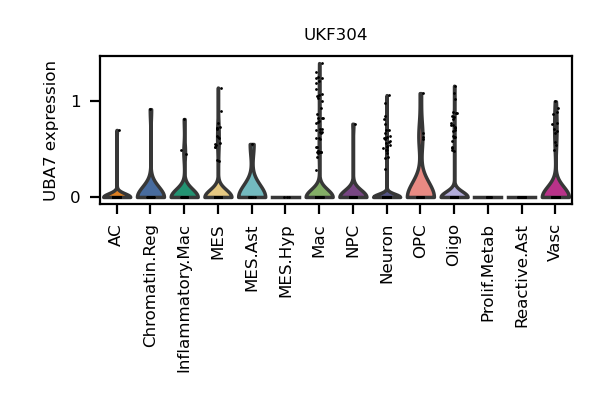 UKF304
UBA7 expression
1
0
AC
Chromatin.Reg
Inflammatory.Mac
MES
MES.Ast
MES.Hyp
Mac
NPC
Neuron
OPC
Oligo
Prolif.Metab
Reactive.Ast
Vasc